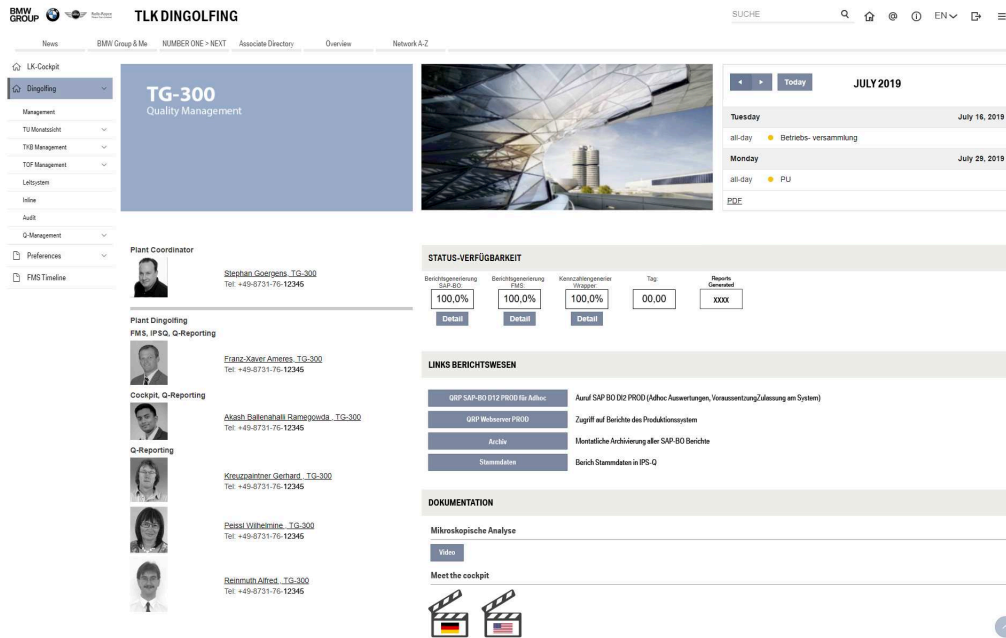 BMW
GROUP
TLK DINGOLFING
SUCHE
EN
News
BMW Group & Me
NUMBER ONE > NEXT
Associate Directory
Overview
Network A-Z
LK-Cockpit
Dingolfing
Management
TU Monatssicht
TKB Management
TOF Management
Leitsystem
Inline
Audit
Q-Management
Preferences
FMS Timeline
TG-300
Quality Management
Today
JULY 2019
Tuesday July 16, 2019
all-day Betriebs- versammlung
Monday July 29, 2019
all-day PU
PDF
Plant Coordinator
Stephan Goergens, TG-300
Tel: +49-8731-76-12345
Plant Dingolfing
FMS, IPSQ, Q-Reporting
Franz-Xaver Ameres, TG-300
Tel: +49-8731-76-12345
Cockpit, Q-Reporting
Akash Ballenahalli Ramegowda , TG-300
Tel: +49-8731-76-12345
Q-Reporting
Kreuzpaintner Gerhard , TG-300
Tel: +49-8731-76-12345
Peissl Wilhelmine , TG-300
Tel: +49-8731-76-12345
Reinmuth Alfred , TG-300
Tel: +49-8731-76-12345
STATUS-VERFÜGBARKEIT
Berichtsgenerierung
SAP-BO:
100,0%
Detail
Berichtsgenerierung
FMS:
100,0%
Detail
Kennzahlengenerier
Wrapper:
100,0%
Detail
Tag:
00,00
Reports
Generated
XXXX
LINKS BERICHTSWESEN
QRP SAP-BO D12 PROD für Adhoc Auruf SAP BO DI2 PROD (Adhoc Auswertungen, VoraussentzungZulassung am System)
QRP Webserver PROD Zugriff auf Berichte des Produktionssystem
Archiv Montatliche Archivierung aller SAP-BO Berichte
Stammdaten Berich Stammdaten in IPS-Q
DOKUMENTATION
Mikroskopische Analyse
Video
Meet the cockpit